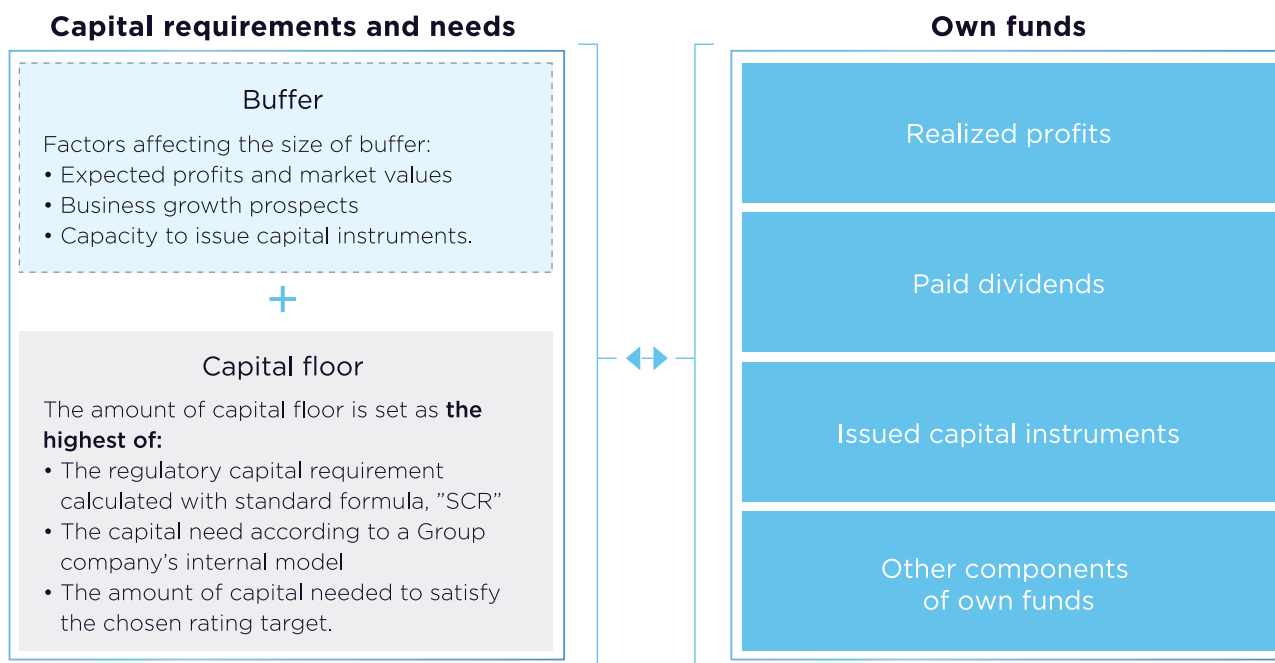 Capital requirements and needs
Buffer
Factors affecting the size of buffer:
• Expected profits and market values
• Business growth prospects
• Capacity to issue capital instruments.
+
Capital floor
The amount of capital floor is set as the
highest of:
• The regulatory capital requirement
calculated with standard formula, ”SCR”
• The capital need according to a Group
company’s internal model
• The amount of capital needed to satisfy
the chosen rating target.
Own funds
Realized profits
Paid dividends
Issued capital instruments
Other components
of own funds